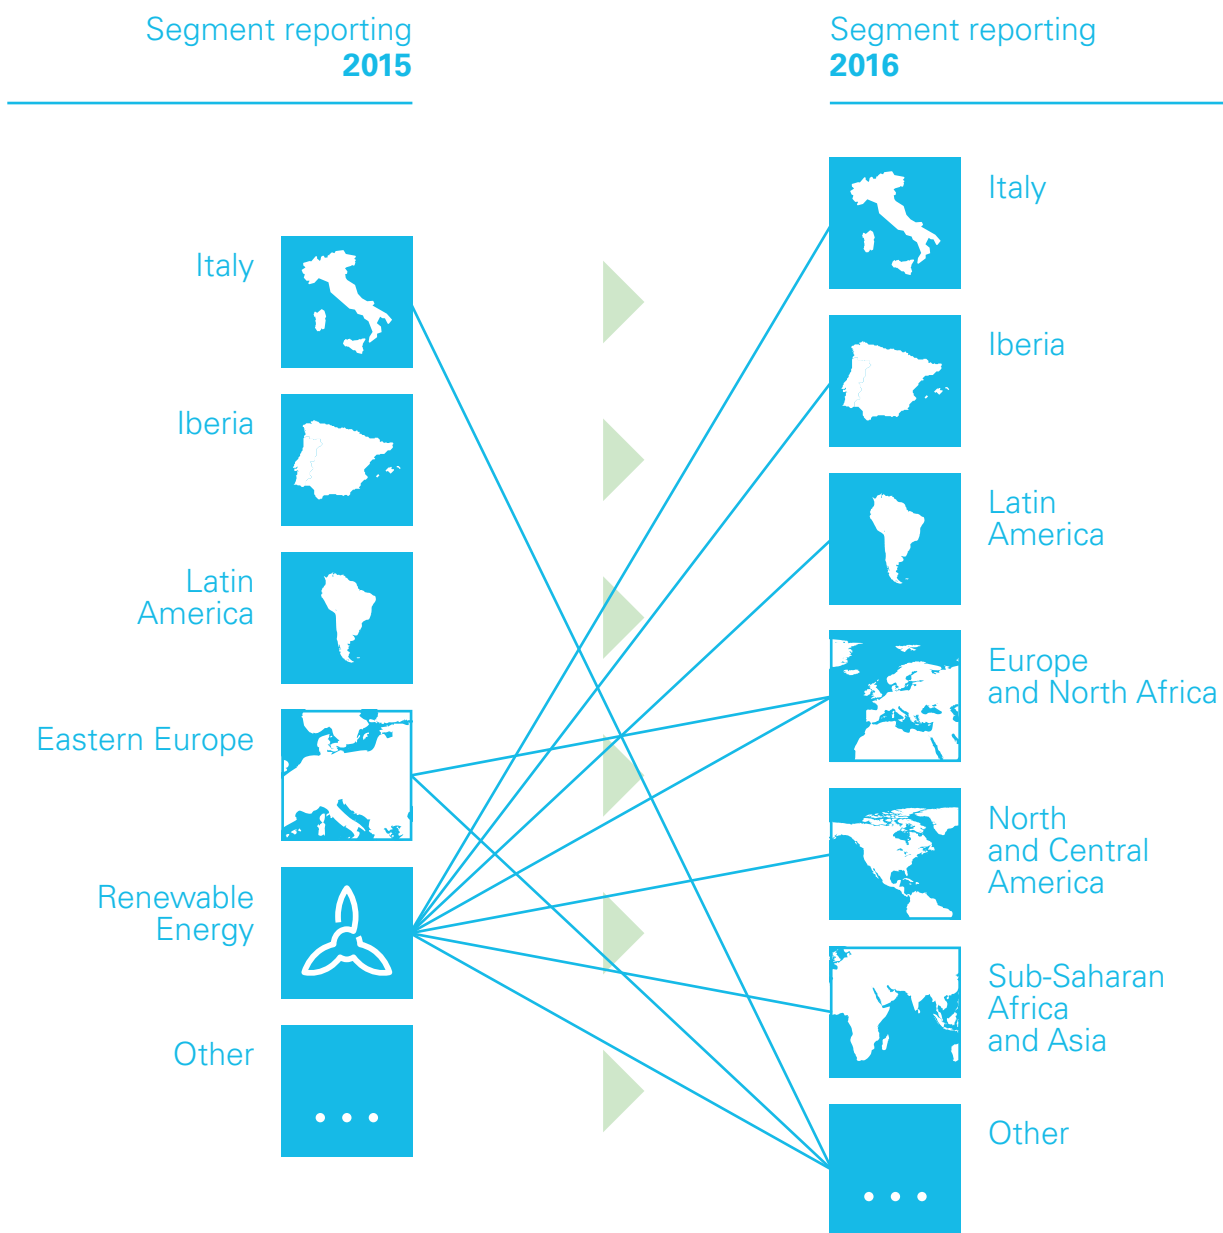 Segment reporting
2015
Italy
Iberia
Latin
America
Eastern Europe
Renewable
Energy
Other
Segment reporting
2016
Italy
Iberia
Latin
America
Europe
and North Africa
North
and Central
America
Sub-Saharan
Africa
and Asia
Other